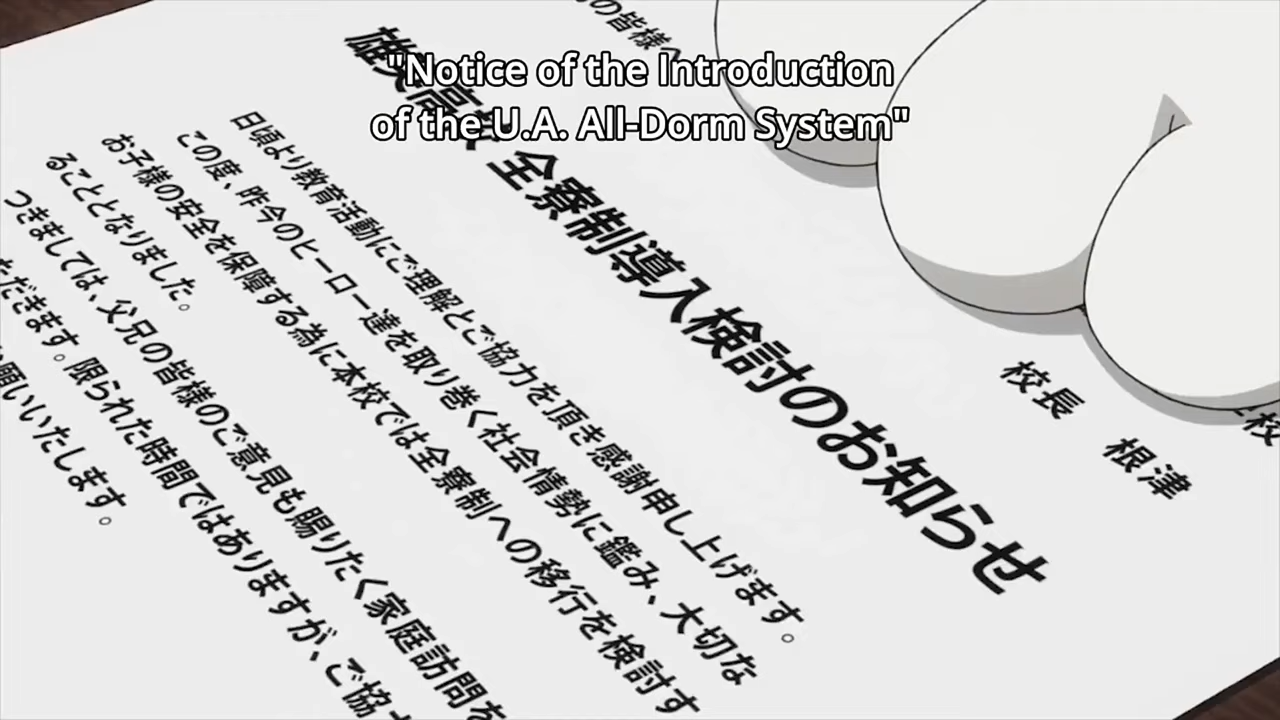 "Notice of the Introduction
of the U.A. All-Dorm System"
の皆様へ
校長 根津
雄英高校 全寮制導入検討のお知らせ
日頃より教育活動にご理解とご協力を頂き感謝申し上げます。
この度、昨今のヒーロー達を取り巻く社会情勢に鑑み、大切な
お子様の安全を保障する為に本校では全寮制への移行を検討す
ることとなりました。
つきましては、父兄の皆様のご意見も賜りたく家庭訪問を
ただきます。限られた時間ではありますが、ご協
願いいたします。